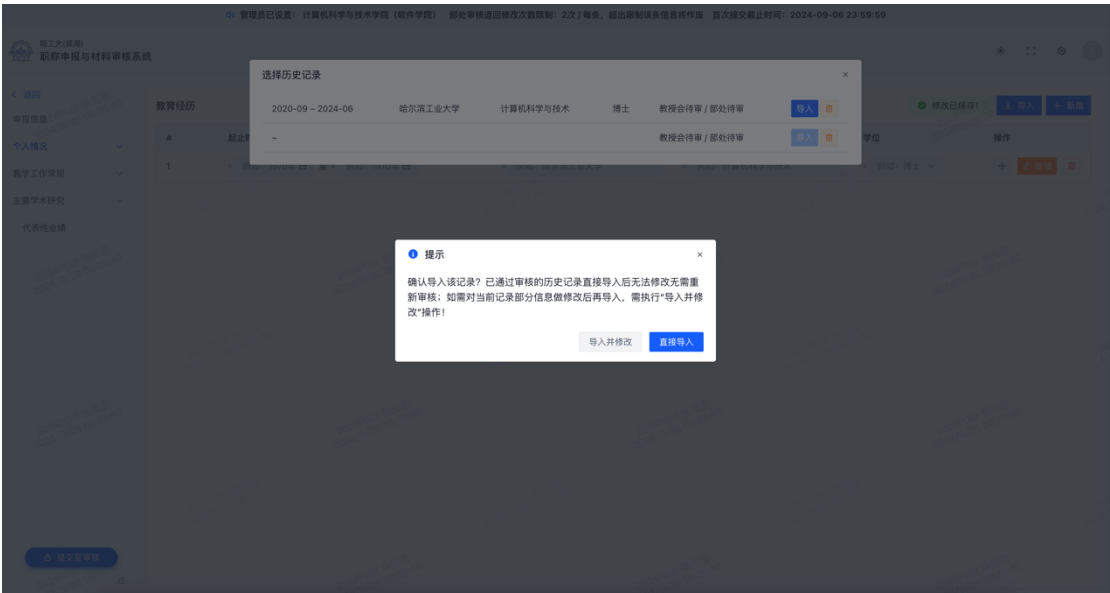 管理员已设置：计算机科学与技术学院（软件学院） 部处审核退回修改次数限制：2次 / 每条，超出限制该条信息将作废 首次提交截止时间：2024-09-06 23:59:59
哈工大(威海)
职称申报与材料审核系统
选择历史记录 ×
2020-09 ~ 2024-06 哈尔滨工业大学 计算机科学与技术 博士 教授会待审 / 部处待审 导入
~ 教授会待审 / 部处待审 导入
返回
申报信息
个人情况
教学工作常规
主要学术研究
代表性业绩
教育经历 修改已保存! 导入 + 新增
# 起止时 学位 操作
1 例如：博士
提示 ×
确认导入该记录？已通过审核的历史记录直接导入后无法修改无需重
新审核；如需对当前记录部分信息做修改后再导入，需执行"导入并修
改"操作！
导入并修改 直接导入
提交至审核